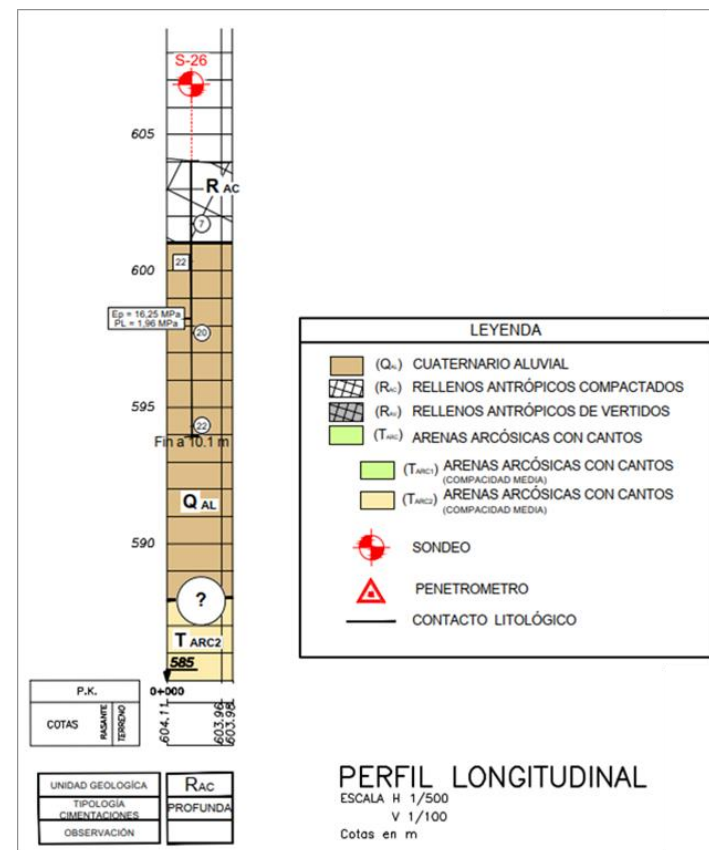 S-26
605
R AC
7
600
22
Ep = 16,25 MPa
PL = 1,96 MPa
20
595
22
Fin a 10.1 m
Q AL
590
?
T ARC2
585
P.K.
0+000
COTAS
RASANTE
TERRENO
604.11
603.96
603.98
UNIDAD GEOLOGÍCA
RAC
TIPOLOGÍA
CIMENTACIONES
PROFUNDA
OBSERVACIÓN
LEYENDA
(QAL) CUATERNARIO ALUVIAL
(RAC) RELLENOS ANTRÓPICOS COMPACTADOS
(RAV) RELLENOS ANTRÓPICOS DE VERTIDOS
(TARC) ARENAS ARCÓSICAS CON CANTOS
(TARC1) ARENAS ARCÓSICAS CON CANTOS
(COMPACIDAD MEDIA)
(TARC2) ARENAS ARCÓSICAS CON CANTOS
(COMPACIDAD MEDIA)
SONDEO
PENETROMETRO
CONTACTO LITOLÓGICO
PERFIL LONGITUDINAL
ESCALA H 1/500
V 1/100
Cotas en m